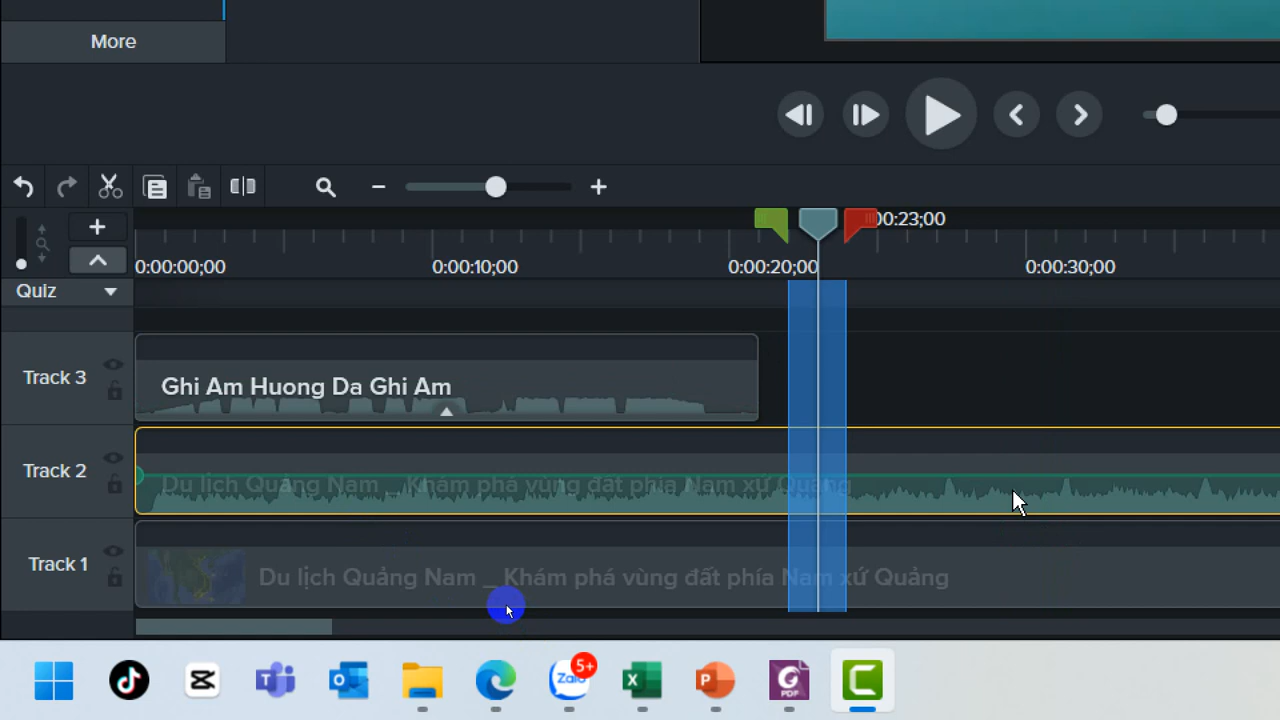 More
0:00:23;00
0:00:00;00
0:00:10;00
0:00:20;00
0:00:30;00
Quiz
Track 3
Ghi Am Huong Da Ghi Am
Track 2
Du lịch Quảng Nam _ Khám phá vùng đất phía Nam xứ Quảng
Track 1
Du lịch Quảng Nam _ Khám phá vùng đất phía Nam xứ Quảng
5+
Zalo
PDF